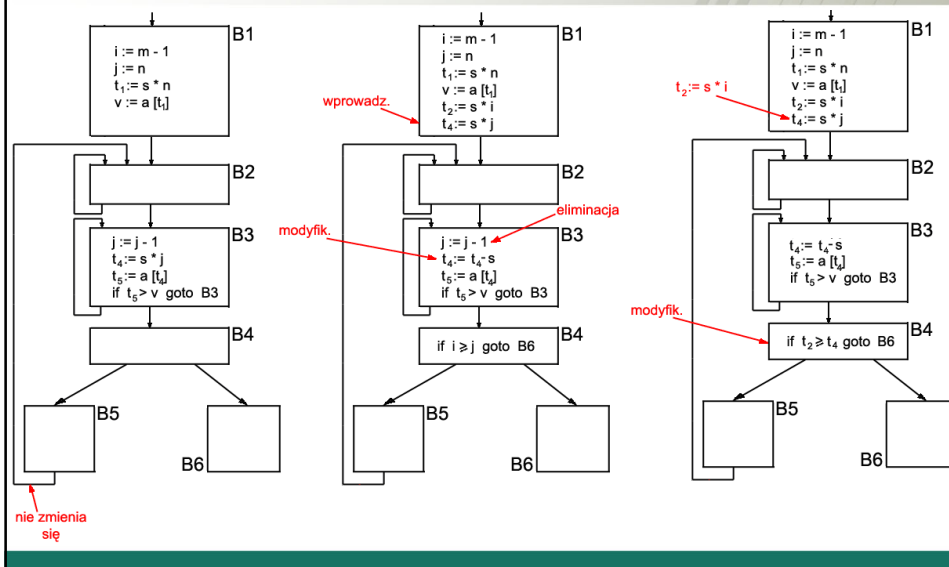 B1
i := m - 1
j := n
t₁:= s * n
v := a [t₁]
B2
B3
j := j - 1
t₄:= s * j
t₅:= a [t₄]
if t₅ > v goto B3
B4
B5
B6
nie zmienia
się
B1
i := m - 1
j := n
t₁:= s * n
v := a [t₁]
t₂:= s * i
t₄:= s * j
wprowadz.
B2
eliminacja
modyfik.
B3
j := j - 1
t₄:= t₄- s
t₅:= a [t₄]
if t₅ > v goto B3
B4
if i ⩾ j goto B6
B5
B6
B1
i := m - 1
j := n
t₁:= s * n
v := a [t₁]
t₂:= s * i
t₄:= s * j
t₂:= s * i
B2
B3
t₄:= t₄- s
t₅:= a [t₄]
if t₅ > v goto B3
modyfik.
B4
if t₂ ⩾ t₄ goto B6
B5
B6